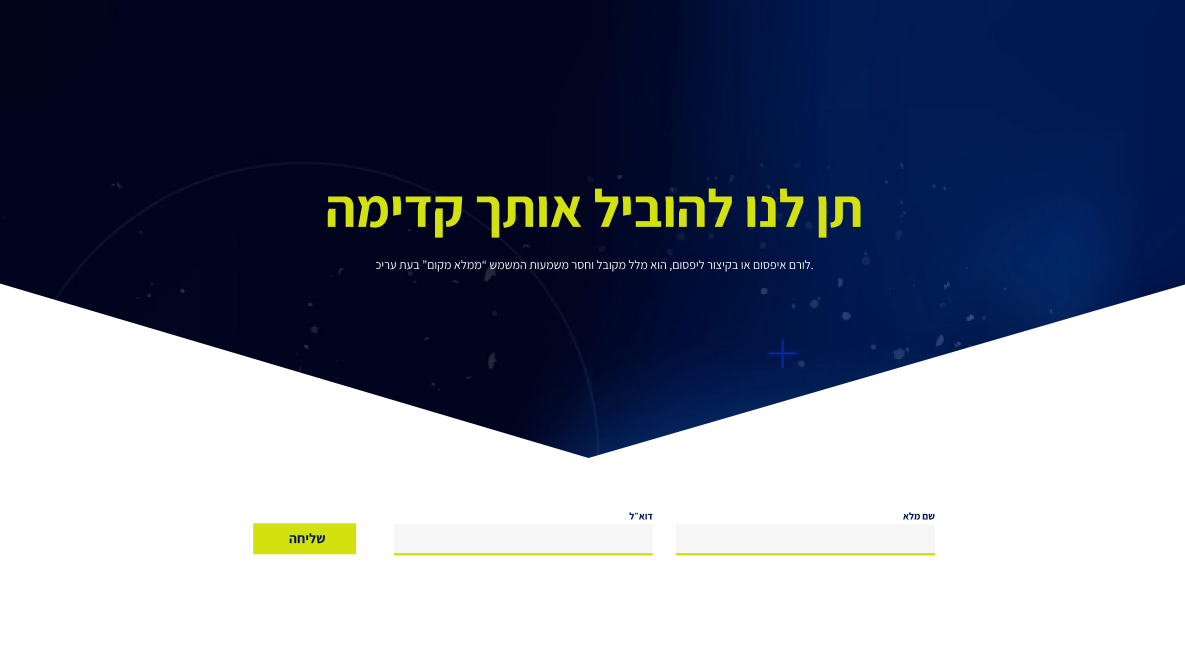 תן לנו להוביל אותך קדימה
לורם איפסום או בקיצור ליפסום, הוא מלל מקובל וחסר משמעות המשמש “ממלא מקום” בעת עריכ.
שם מלא
דוא״ל
שליחה